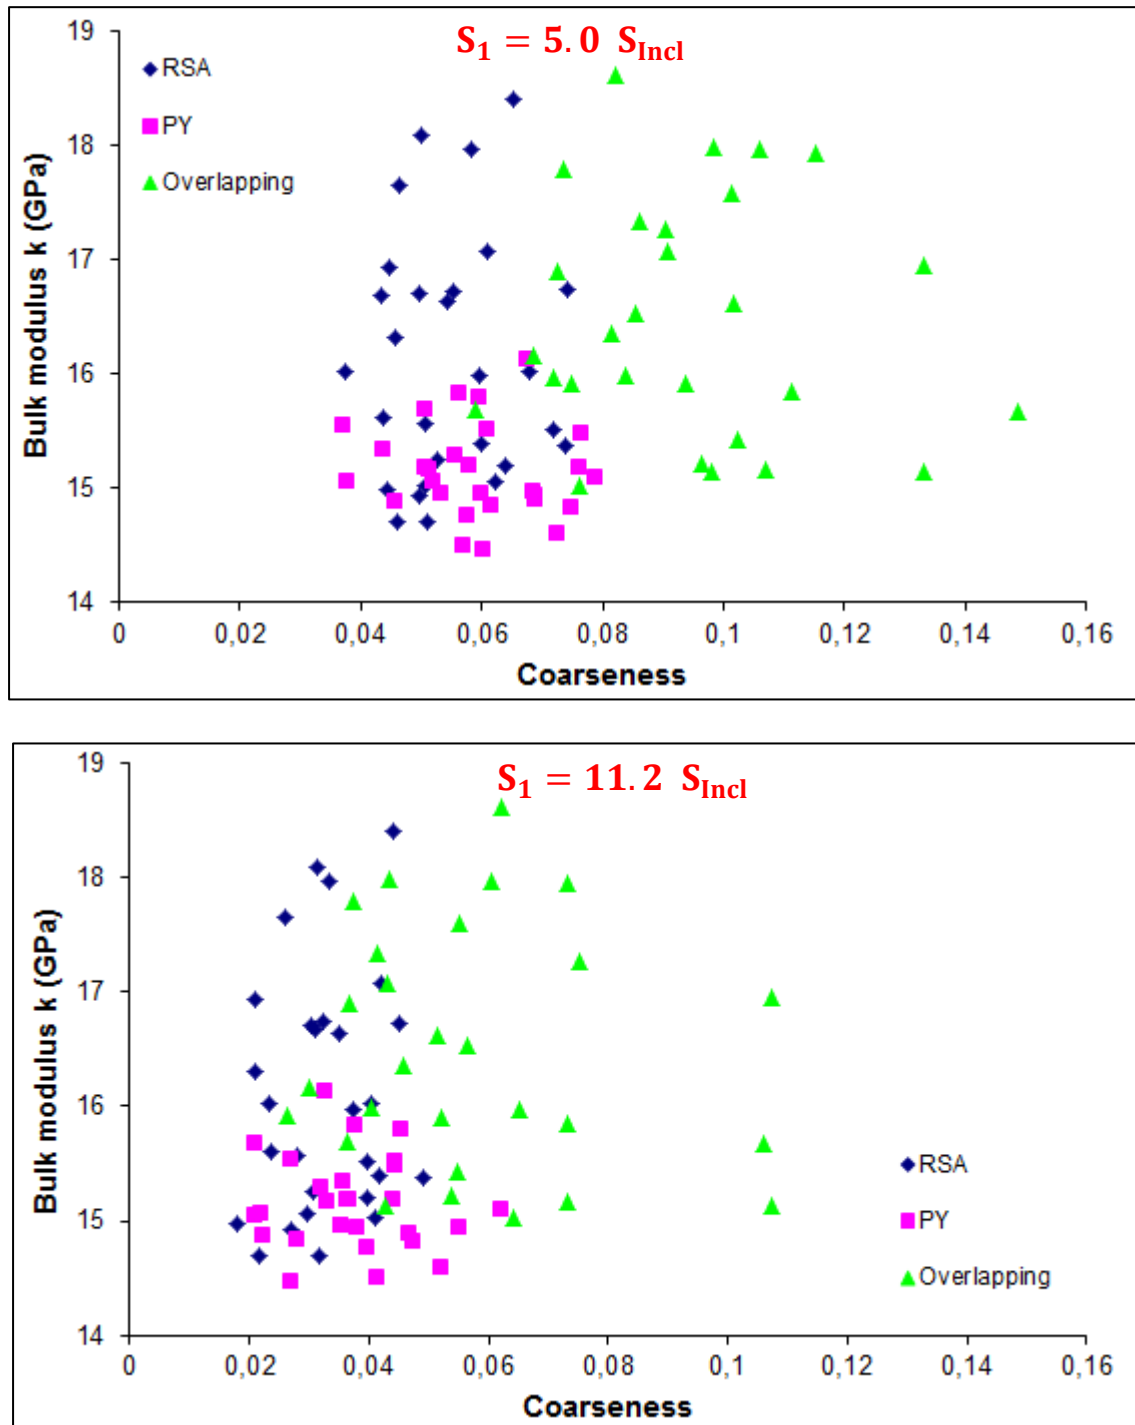 S₁ = 5.0 S_Incl
19
18
17
16
15
14
Bulk modulus k (GPa)
RSA
PY
Overlapping
0 0,02 0,04 0,06 0,08 0,1 0,12 0,14 0,16
Coarseness
S₁ = 11.2 S_Incl
19
18
17
16
15
14
Bulk modulus k (GPa)
RSA
PY
Overlapping
0 0,02 0,04 0,06 0,08 0,1 0,12 0,14 0,16
Coarseness